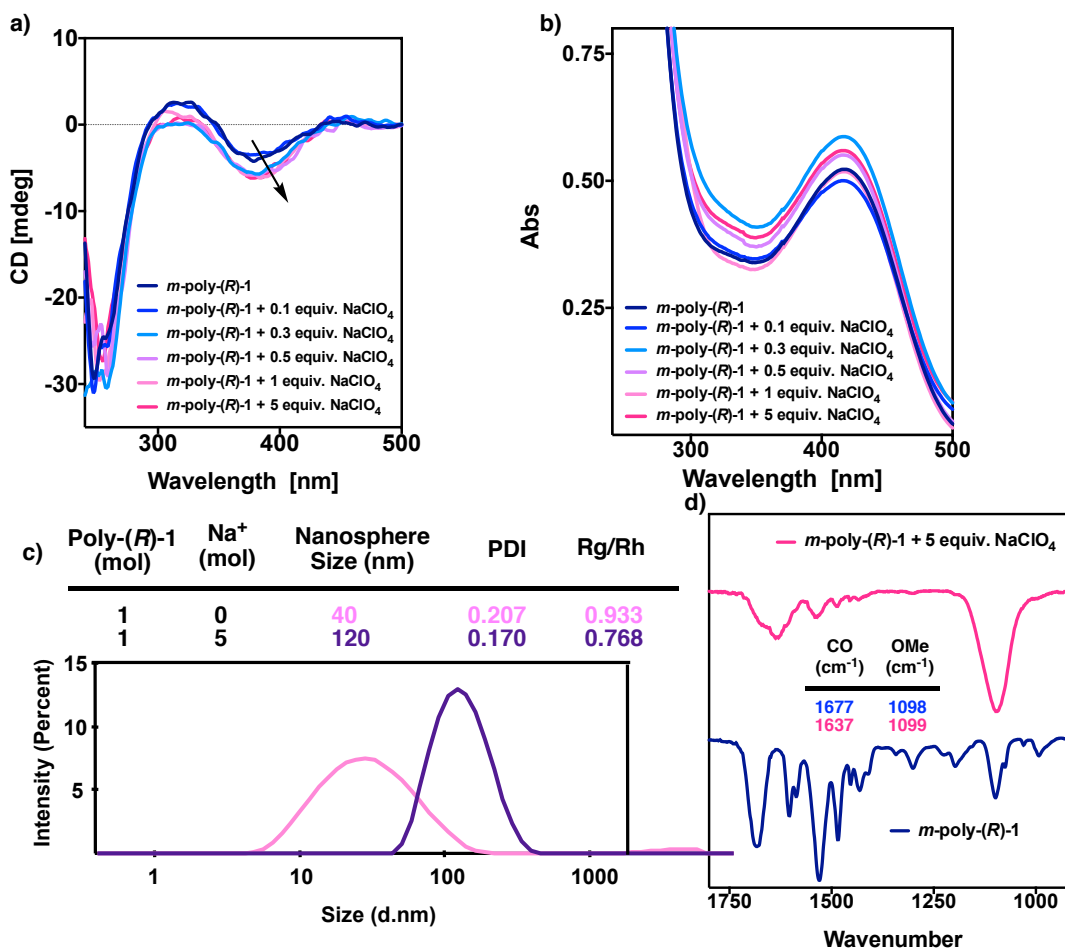 a)
10
0
-10
-20
-30
CD [mdeg]
m-poly-(R)-1
m-poly-(R)-1 + 0.1 equiv. NaClO4
m-poly-(R)-1 + 0.3 equiv. NaClO4
m-poly-(R)-1 + 0.5 equiv. NaClO4
m-poly-(R)-1 + 1 equiv. NaClO4
m-poly-(R)-1 + 5 equiv. NaClO4
300 400 500
Wavelength [nm]
b)
0.75
0.50
0.25
Abs
m-poly-(R)-1
m-poly-(R)-1 + 0.1 equiv. NaClO4
m-poly-(R)-1 + 0.3 equiv. NaClO4
m-poly-(R)-1 + 0.5 equiv. NaClO4
m-poly-(R)-1 + 1 equiv. NaClO4
m-poly-(R)-1 + 5 equiv. NaClO4
300 400 500
Wavelength [nm]
c)
Poly-(R)-1 (mol) Na+ (mol) Nanosphere Size (nm) PDI Rg/Rh
1 0 40 0.207 0.933
1 5 120 0.170 0.768
15
10
5
Intensity (Percent)
1 10 100 1000
Size (d.nm)
d)
m-poly-(R)-1 + 5 equiv. NaClO4
CO OMe
(cm-1) (cm-1)
1677 1098
1637 1099
m-poly-(R)-1
1750 1500 1250 1000
Wavenumber